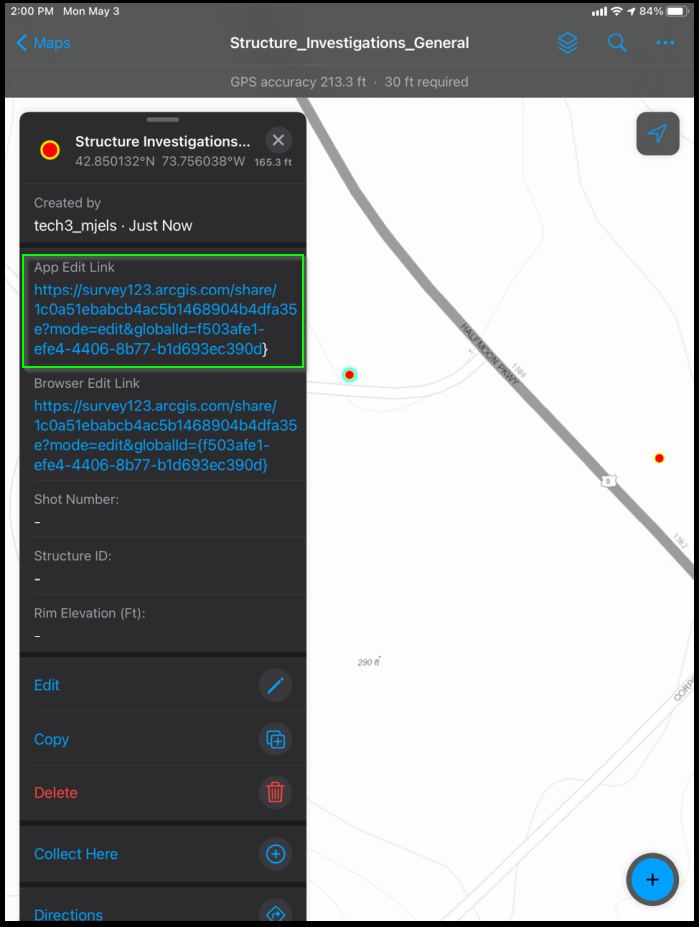 2:00 PM Mon May 3
84%
Maps
Structure_Investigations_General
GPS accuracy 213.3 ft · 30 ft required
Structure Investigations...
42.850132°N 73.756038°W 165.3 ft
Created by
tech3_mjels · Just Now
App Edit Link
https://survey123.arcgis.com/share/
1c0a51ebabcb4ac5b1468904b4dfa35
e?mode=edit&globalId=f503afe1-
efe4-4406-8b77-b1d693ec390d}
Browser Edit Link
https://survey123.arcgis.com/share/
1c0a51ebabcb4ac5b1468904b4dfa35
e?mode=edit&globalId={f503afe1-
efe4-4406-8b77-b1d693ec390d}
Shot Number:
-
Structure ID:
-
Rim Elevation (Ft):
-
Edit
Copy
Delete
Collect Here
Directions
HALFMOON PKWY
1566
9
1562
290 ft
CORP